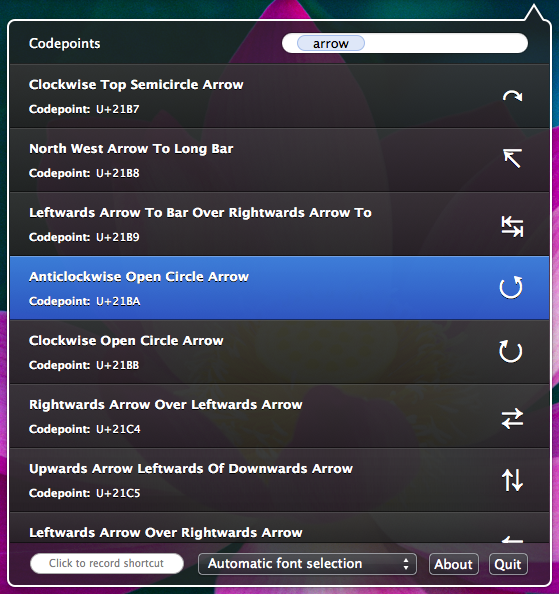 Codepoints
arrow
Clockwise Top Semicircle Arrow
Codepoint: U+21B7
North West Arrow To Long Bar
Codepoint: U+21B8
Leftwards Arrow To Bar Over Rightwards Arrow To
Codepoint: U+21B9
Anticlockwise Open Circle Arrow
Codepoint: U+21BA
Clockwise Open Circle Arrow
Codepoint: U+21BB
Rightwards Arrow Over Leftwards Arrow
Codepoint: U+21C4
Upwards Arrow Leftwards Of Downwards Arrow
Codepoint: U+21C5
Leftwards Arrow Over Rightwards Arrow
Click to record shortcut
Automatic font selection
About
Quit